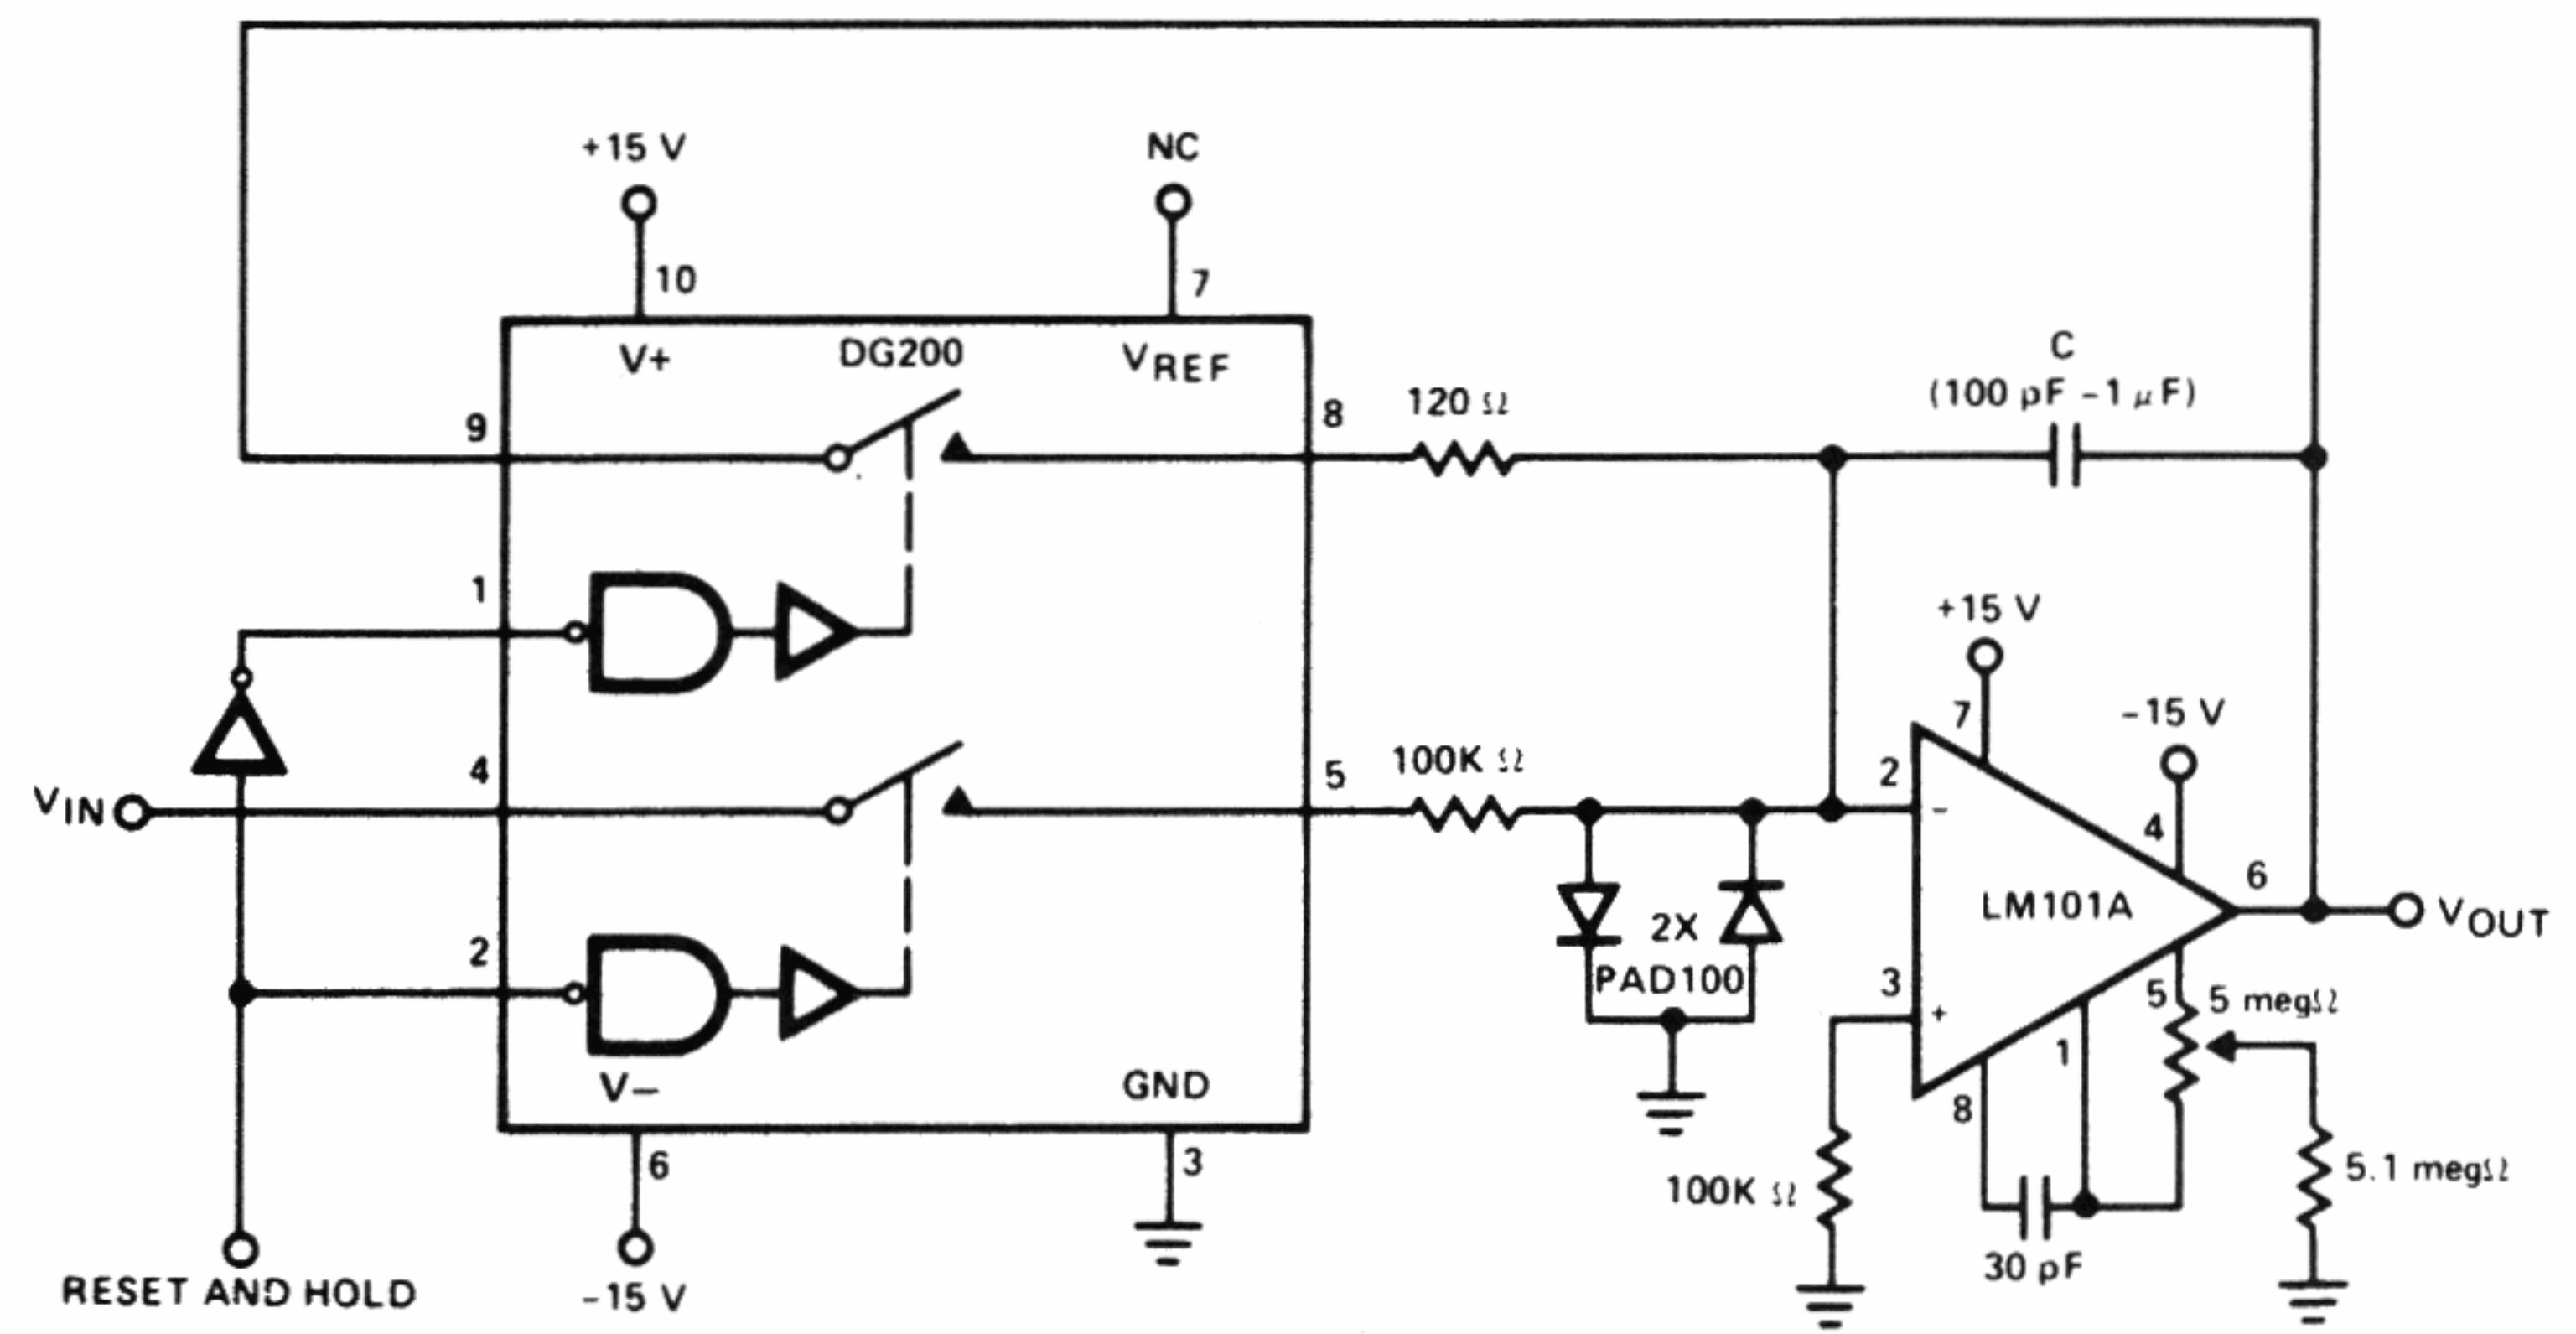 +15 V
NC
10
7
V+
DG200
VREF
C
(100 pF - 1 μF)
9
8
120 Ω
1
+15 V
7
-15 V
4
5
100K Ω
2
-
4
VIN
6
LM101A
VOUT
2X
PAD100
2
3
+
5
5 megΩ
1
V-
GND
8
6
3
100K Ω
5.1 megΩ
30 pF
RESET AND HOLD
-15 V